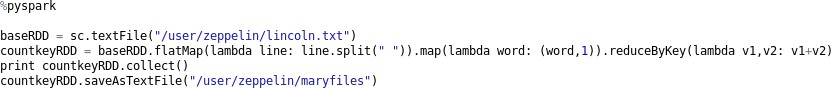 %pyspark
baseRDD = sc.textFile("/user/zeppelin/lincoln.txt")
countkeyRDD = baseRDD.flatMap(lambda line: line.split(" ")).map(lambda word: (word,1)).reduceByKey(lambda v1,v2: v1+v2)
print countkeyRDD.collect()
countkeyRDD.saveAsTextFile("/user/zeppelin/maryfiles")